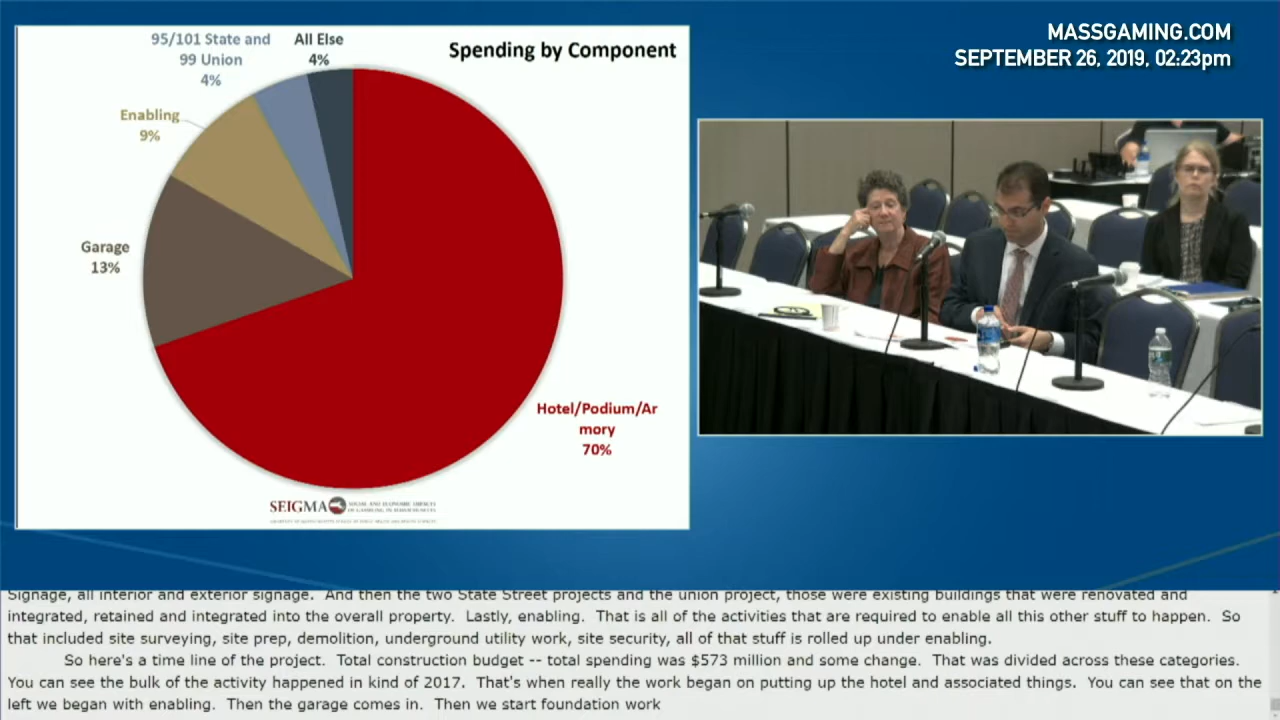 MASSGAMING.COM
SEPTEMBER 26, 2019, 02:23pm
Spending by Component
95/101 State and
99 Union
4%
All Else
4%
Enabling
9%
Garage
13%
Hotel/Podium/Ar
mory
70%
SEIGMA
SOCIAL AND ECONOMIC IMPACTS
OF GAMBLING IN MASSACHUSETTS
Signage, all interior and exterior signage.  And then the two State Street projects and the union project, those were existing buildings that were renovated and
integrated, retained and integrated into the overall property.  Lastly, enabling.  That is all of the activities that are required to enable all this other stuff to happen.  So
that included site surveying, site prep, demolition, underground utility work, site security, all of that stuff is rolled up under enabling.
So here's a time line of the project.  Total construction budget -- total spending was $573 million and some change.  That was divided across these categories.
You can see the bulk of the activity happened in kind of 2017.  That's when really the work began on putting up the hotel and associated things.  You can see that on the
left we began with enabling.  Then the garage comes in.  Then we start foundation work